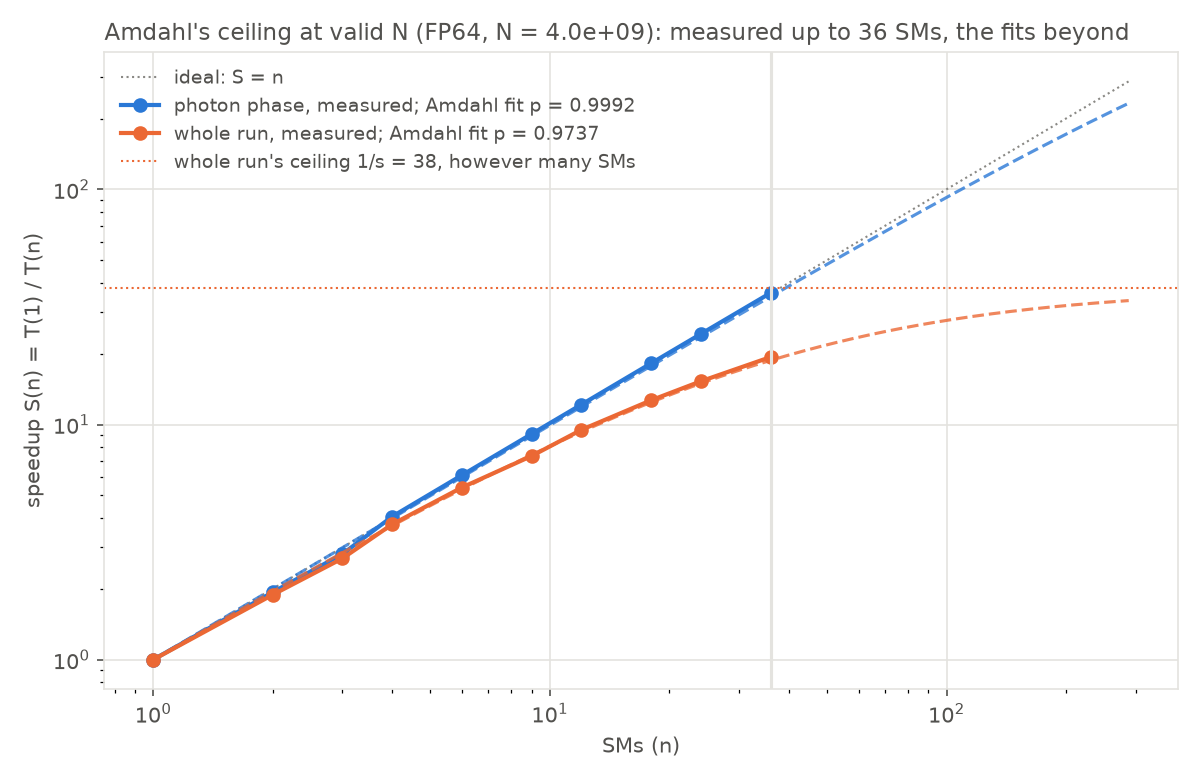 Amdahl's ceiling at valid N (FP64, N = 4.0e+09): measured up to 36 SMs, the fits beyond
ideal: S = n
photon phase, measured; Amdahl fit p = 0.9992
whole run, measured; Amdahl fit p = 0.9737
whole run's ceiling 1/s = 38, however many SMs
speedup S(n) = T(1) / T(n)
10²
10¹
10⁰
10⁰ 10¹ 10²
SMs (n)